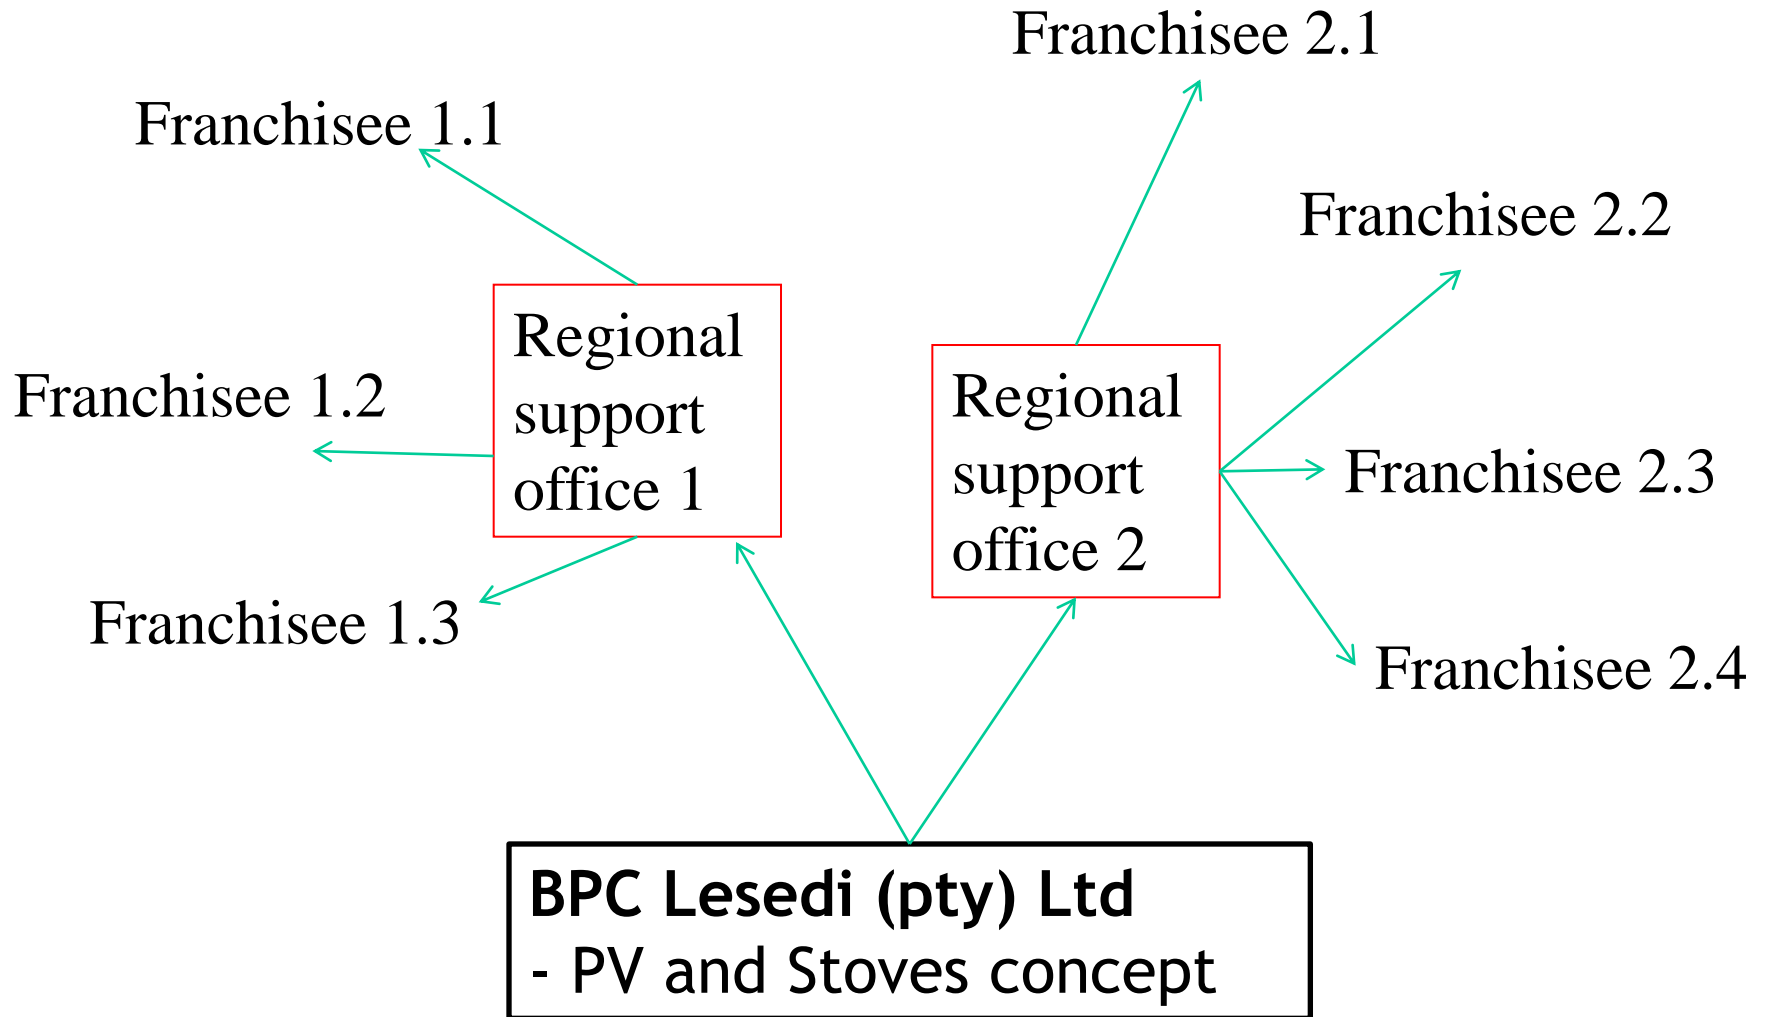 Franchisee 2.1
Franchisee 1.1
Franchisee 2.2
Regional
support
office 1
Franchisee 1.2
Regional
support
office 2
Franchisee 2.3
Franchisee 1.3
Franchisee 2.4
BPC Lesedi (pty) Ltd
- PV and Stoves concept